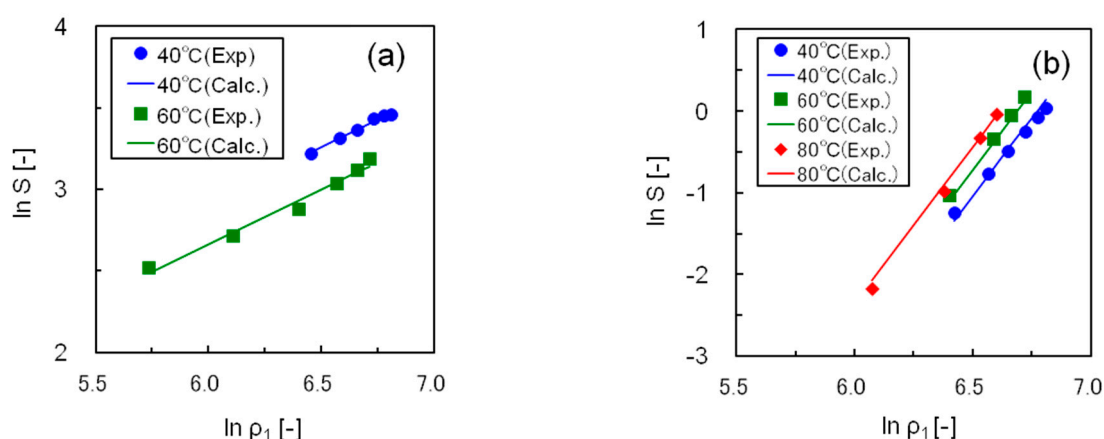 4
3
2
ln S [-]
40℃(Exp)
40℃(Calc.)
60℃(Exp.)
60℃(Calc.)
(a)
5.5 6.0 6.5 7.0
ln ρ₁ [-]
1
0
-1
-2
-3
ln S [-]
40℃(Exp.)
40℃(Calc.)
60℃(Exp.)
60℃(Calc.)
80℃(Exp.)
80℃(Calc.)
(b)
5.5 6.0 6.5 7.0
ln ρ₁ [-]